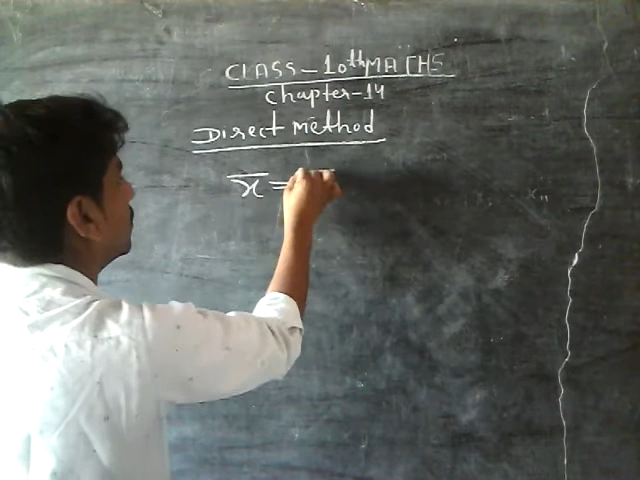 CLASS-10th MATHS
Chapter-14
Direct Method
x̄ =